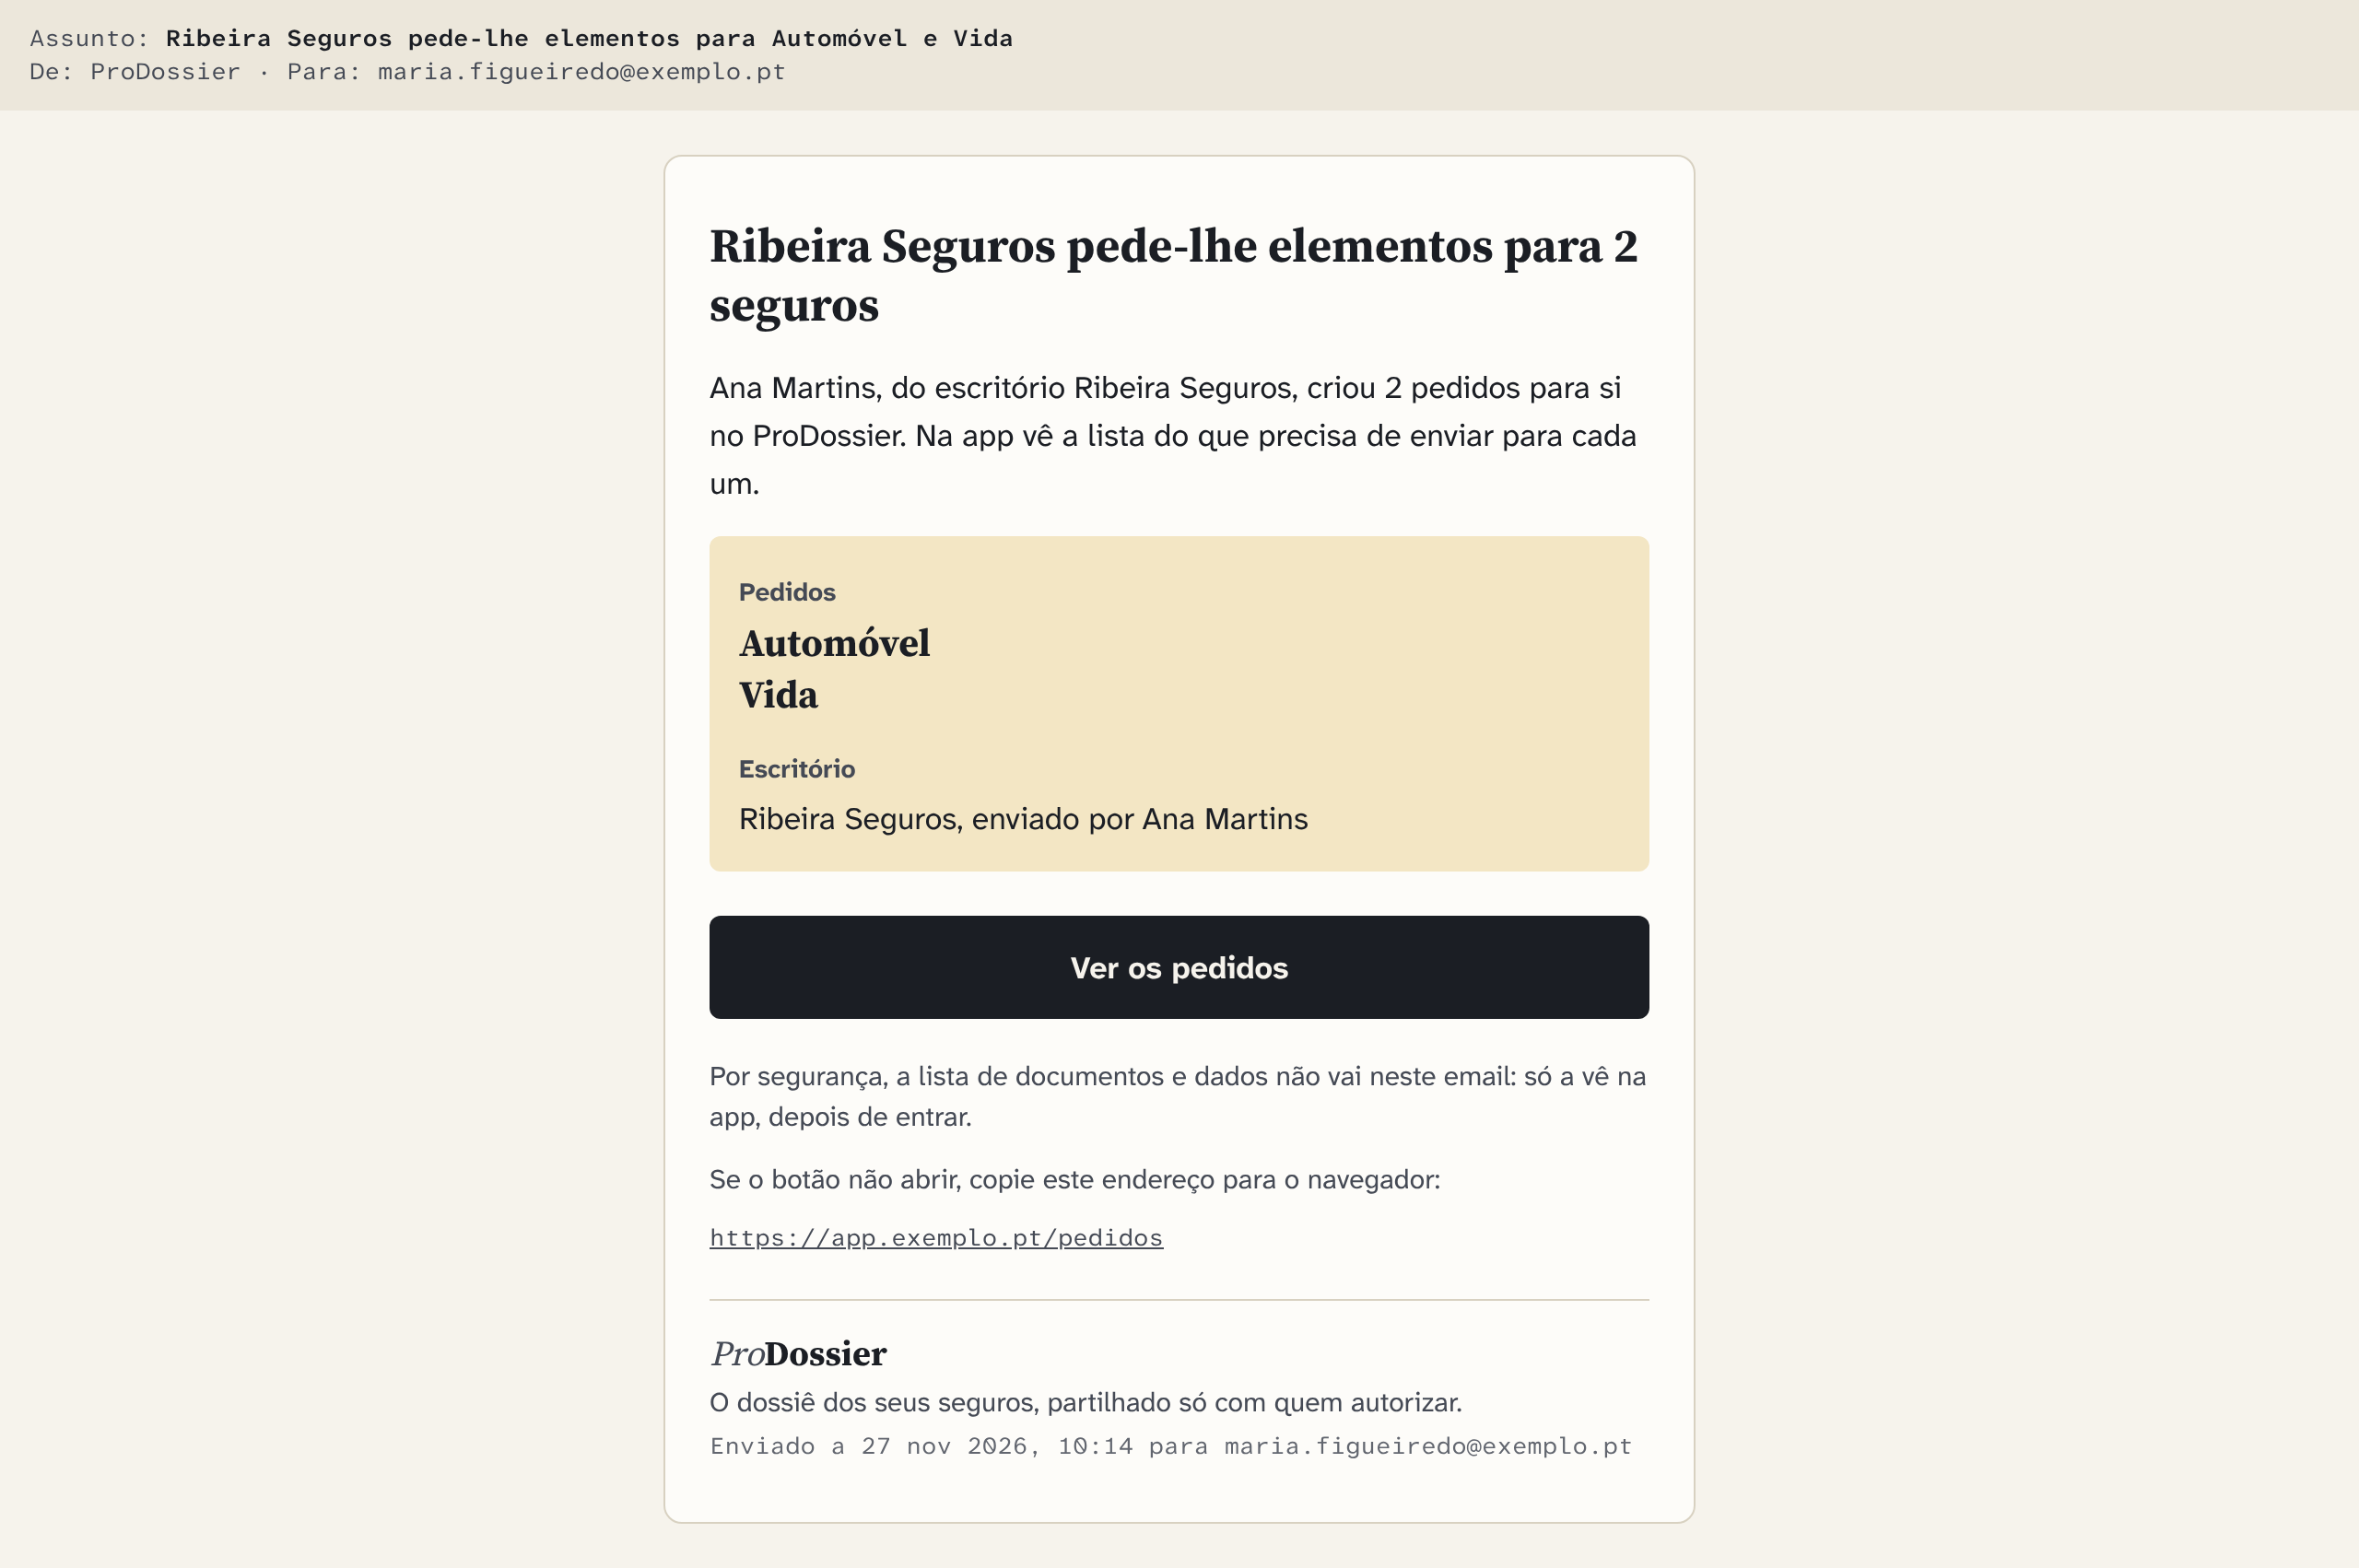 Assunto: Ribeira Seguros pede-lhe elementos para Automóvel e Vida
De: ProDossier · Para: maria.figueiredo@exemplo.pt
Ribeira Seguros pede-lhe elementos para 2
seguros
Ana Martins, do escritório Ribeira Seguros, criou 2 pedidos para si
no ProDossier. Na app vê a lista do que precisa de enviar para cada
um.
Pedidos
Automóvel
Vida
Escritório
Ribeira Seguros, enviado por Ana Martins
Ver os pedidos
Por segurança, a lista de documentos e dados não vai neste email: só a vê na
app, depois de entrar.
Se o botão não abrir, copie este endereço para o navegador:
https://app.exemplo.pt/pedidos
ProDossier
O dossiê dos seus seguros, partilhado só com quem autorizar.
Enviado a 27 nov 2026, 10:14 para maria.figueiredo@exemplo.pt